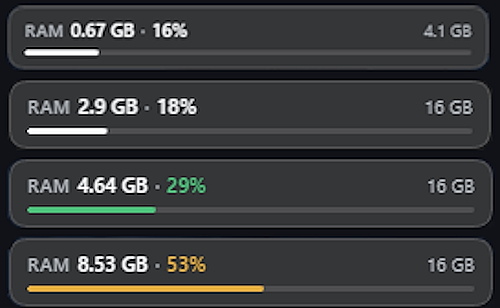 RAM 0.67 GB · 16% 4.1 GB
RAM 2.9 GB · 18% 16 GB
RAM 4.64 GB · 29% 16 GB
RAM 8.53 GB · 53% 16 GB